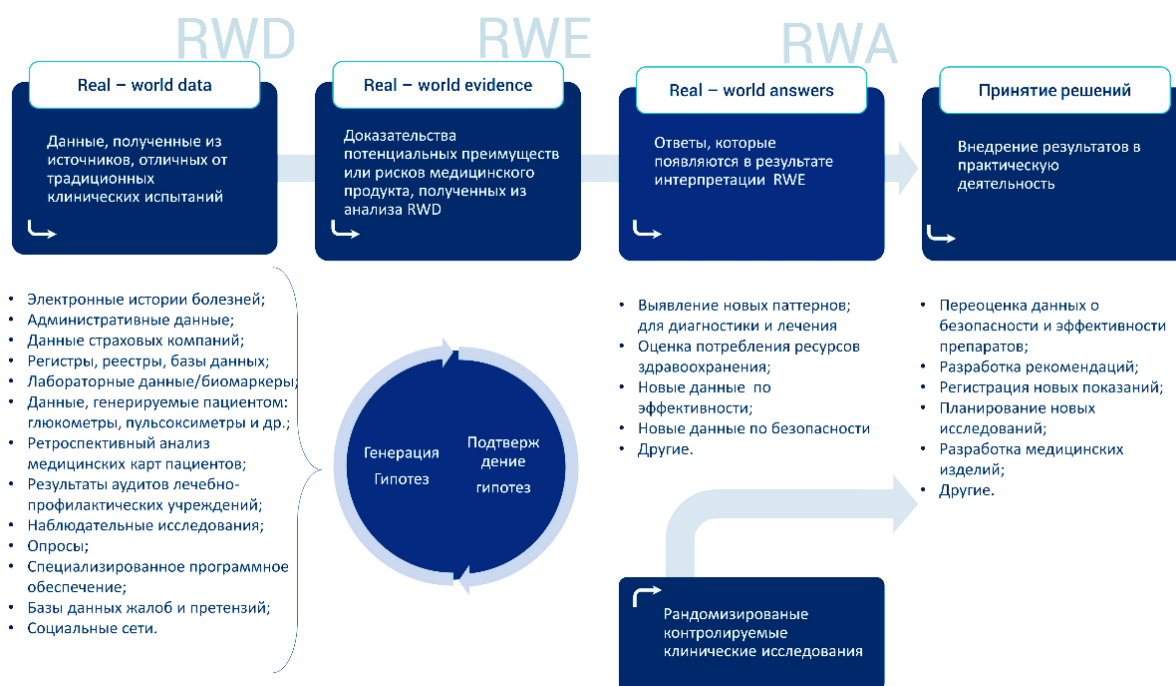 RWD
RWE
RWA
Real – world data
Данные, полученные из
источников, отличных от
традиционных
клинических испытаний
Real – world evidence
Доказательства
потенциальных преимуществ
или рисков медицинского
продукта, полученных из
анализа RWD
Real – world answers
Ответы, которые
появляются в результате
интерпретации RWE
Принятие решений
Внедрение результатов в
практическую
деятельность
• Электронные истории болезней;
• Административные данные;
• Данные страховых компаний;
• Регистры, реестры, базы данных;
• Лабораторные данные/биомаркеры;
• Данные, генерируемые пациентом:
глюкометры, пульсоксиметры и др.;
• Ретроспективный анализ
медицинских карт пациентов;
• Результаты аудитов лечебно-
профилактических учреждений;
• Наблюдательные исследования;
• Опросы;
• Специализированное программное
обеспечение;
• Базы данных жалоб и претензий;
• Социальные сети.
Генерация
Гипотез
Подтверж
дение
гипотез
• Выявление новых паттернов;
для диагностики и лечения
• Оценка потребления ресурсов
здравоохранения;
• Новые данные по
эффективности;
• Новые данные по безопасности
• Другие.
• Переоценка данных о
безопасности и эффективности
препаратов;
• Разработка рекомендаций;
• Регистрация новых показаний;
• Планирование новых
исследований;
• Разработка медицинских
изделий;
• Другие.
Рандомизированые
контролируемые
клинические исследования